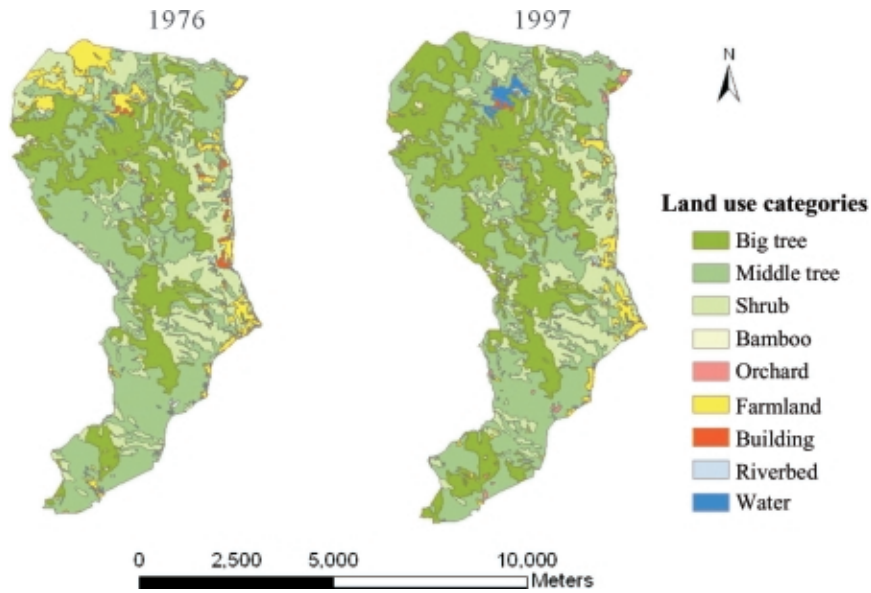 1976
1997
N
Land use categories
Big tree
Middle tree
Shrub
Bamboo
Orchard
Farmland
Building
Riverbed
Water
0 2,500 5,000 10,000
Meters